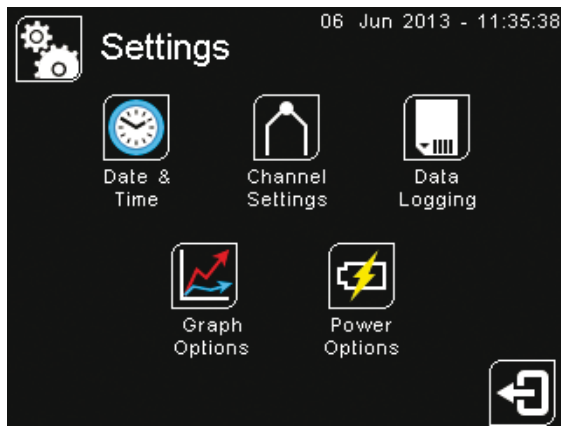 06 Jun 2013 - 11:35:38
Settings
Date &
Time
Channel
Settings
Data
Logging
Graph
Options
Power
Options